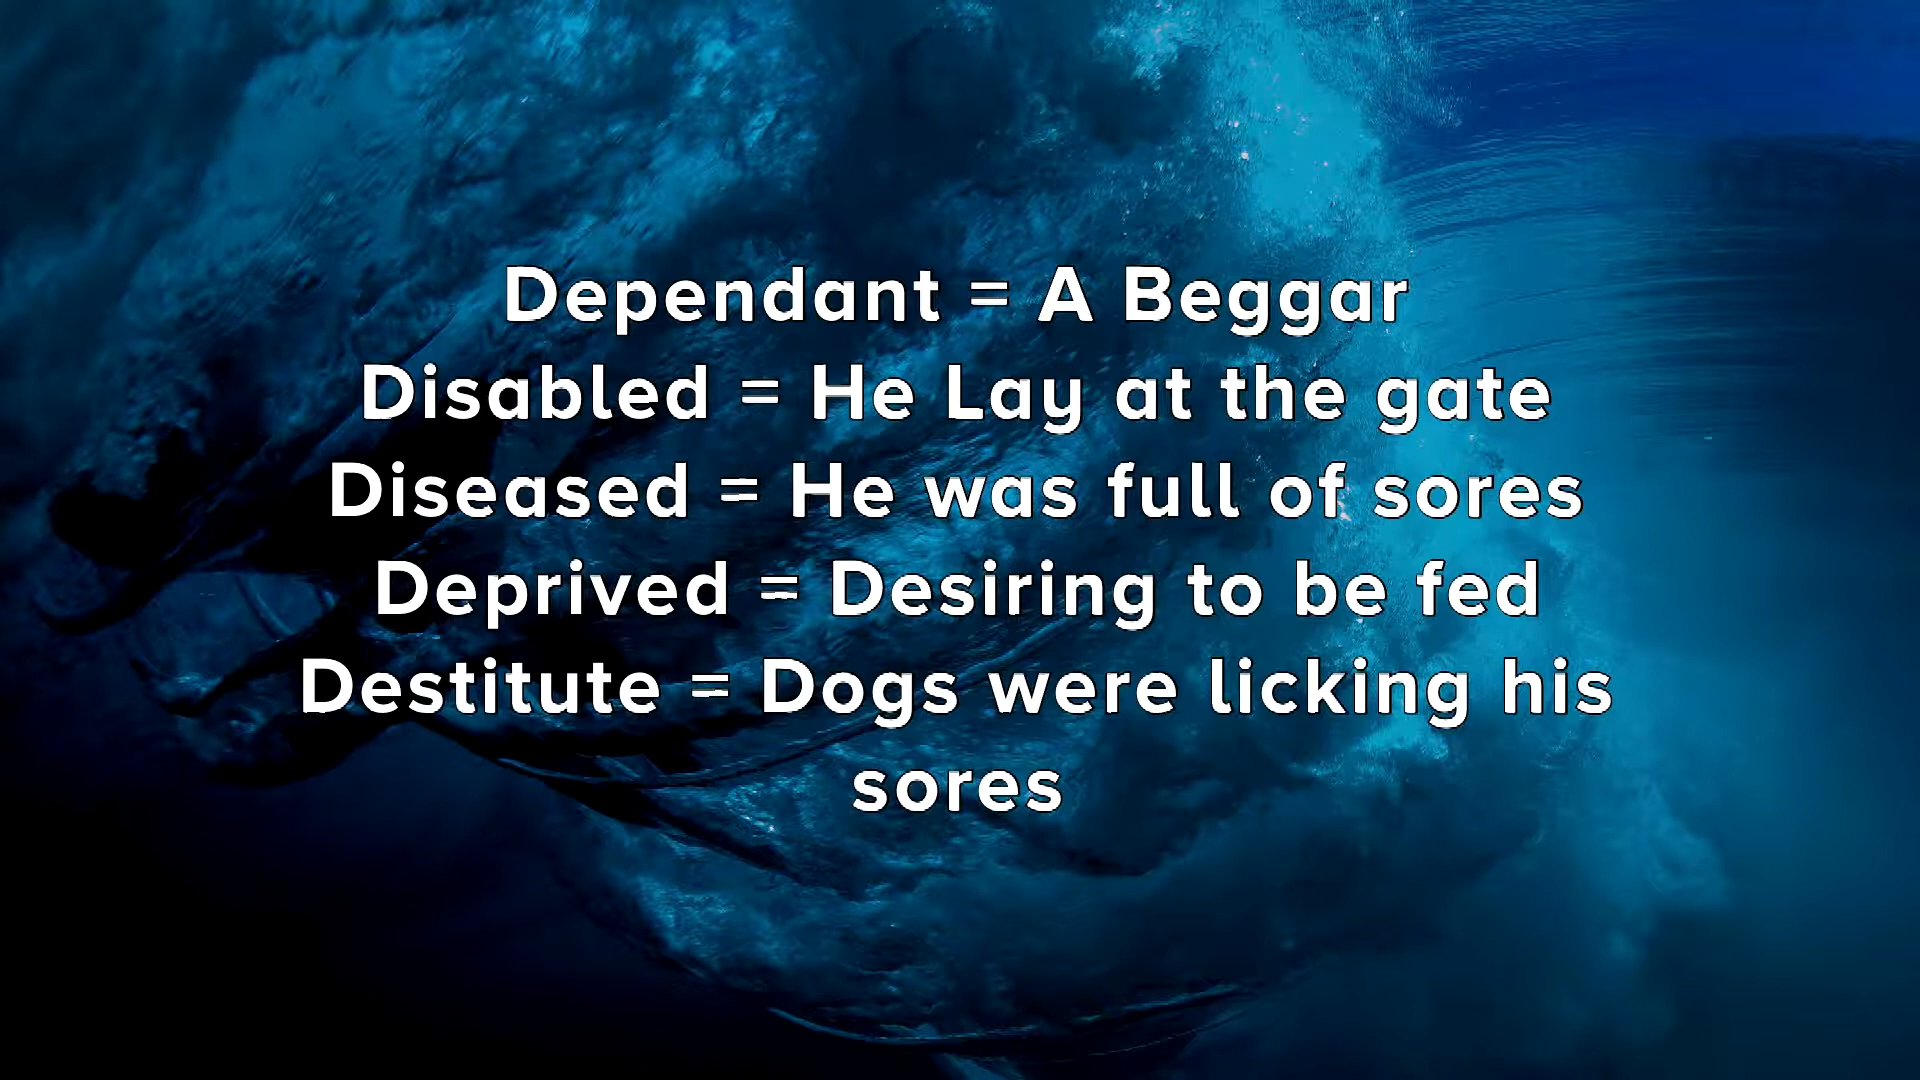 Dependant = A Beggar
Disabled = He Lay at the gate
Diseased = He was full of sores
Deprived = Desiring to be fed
Destitute = Dogs were licking his
sores